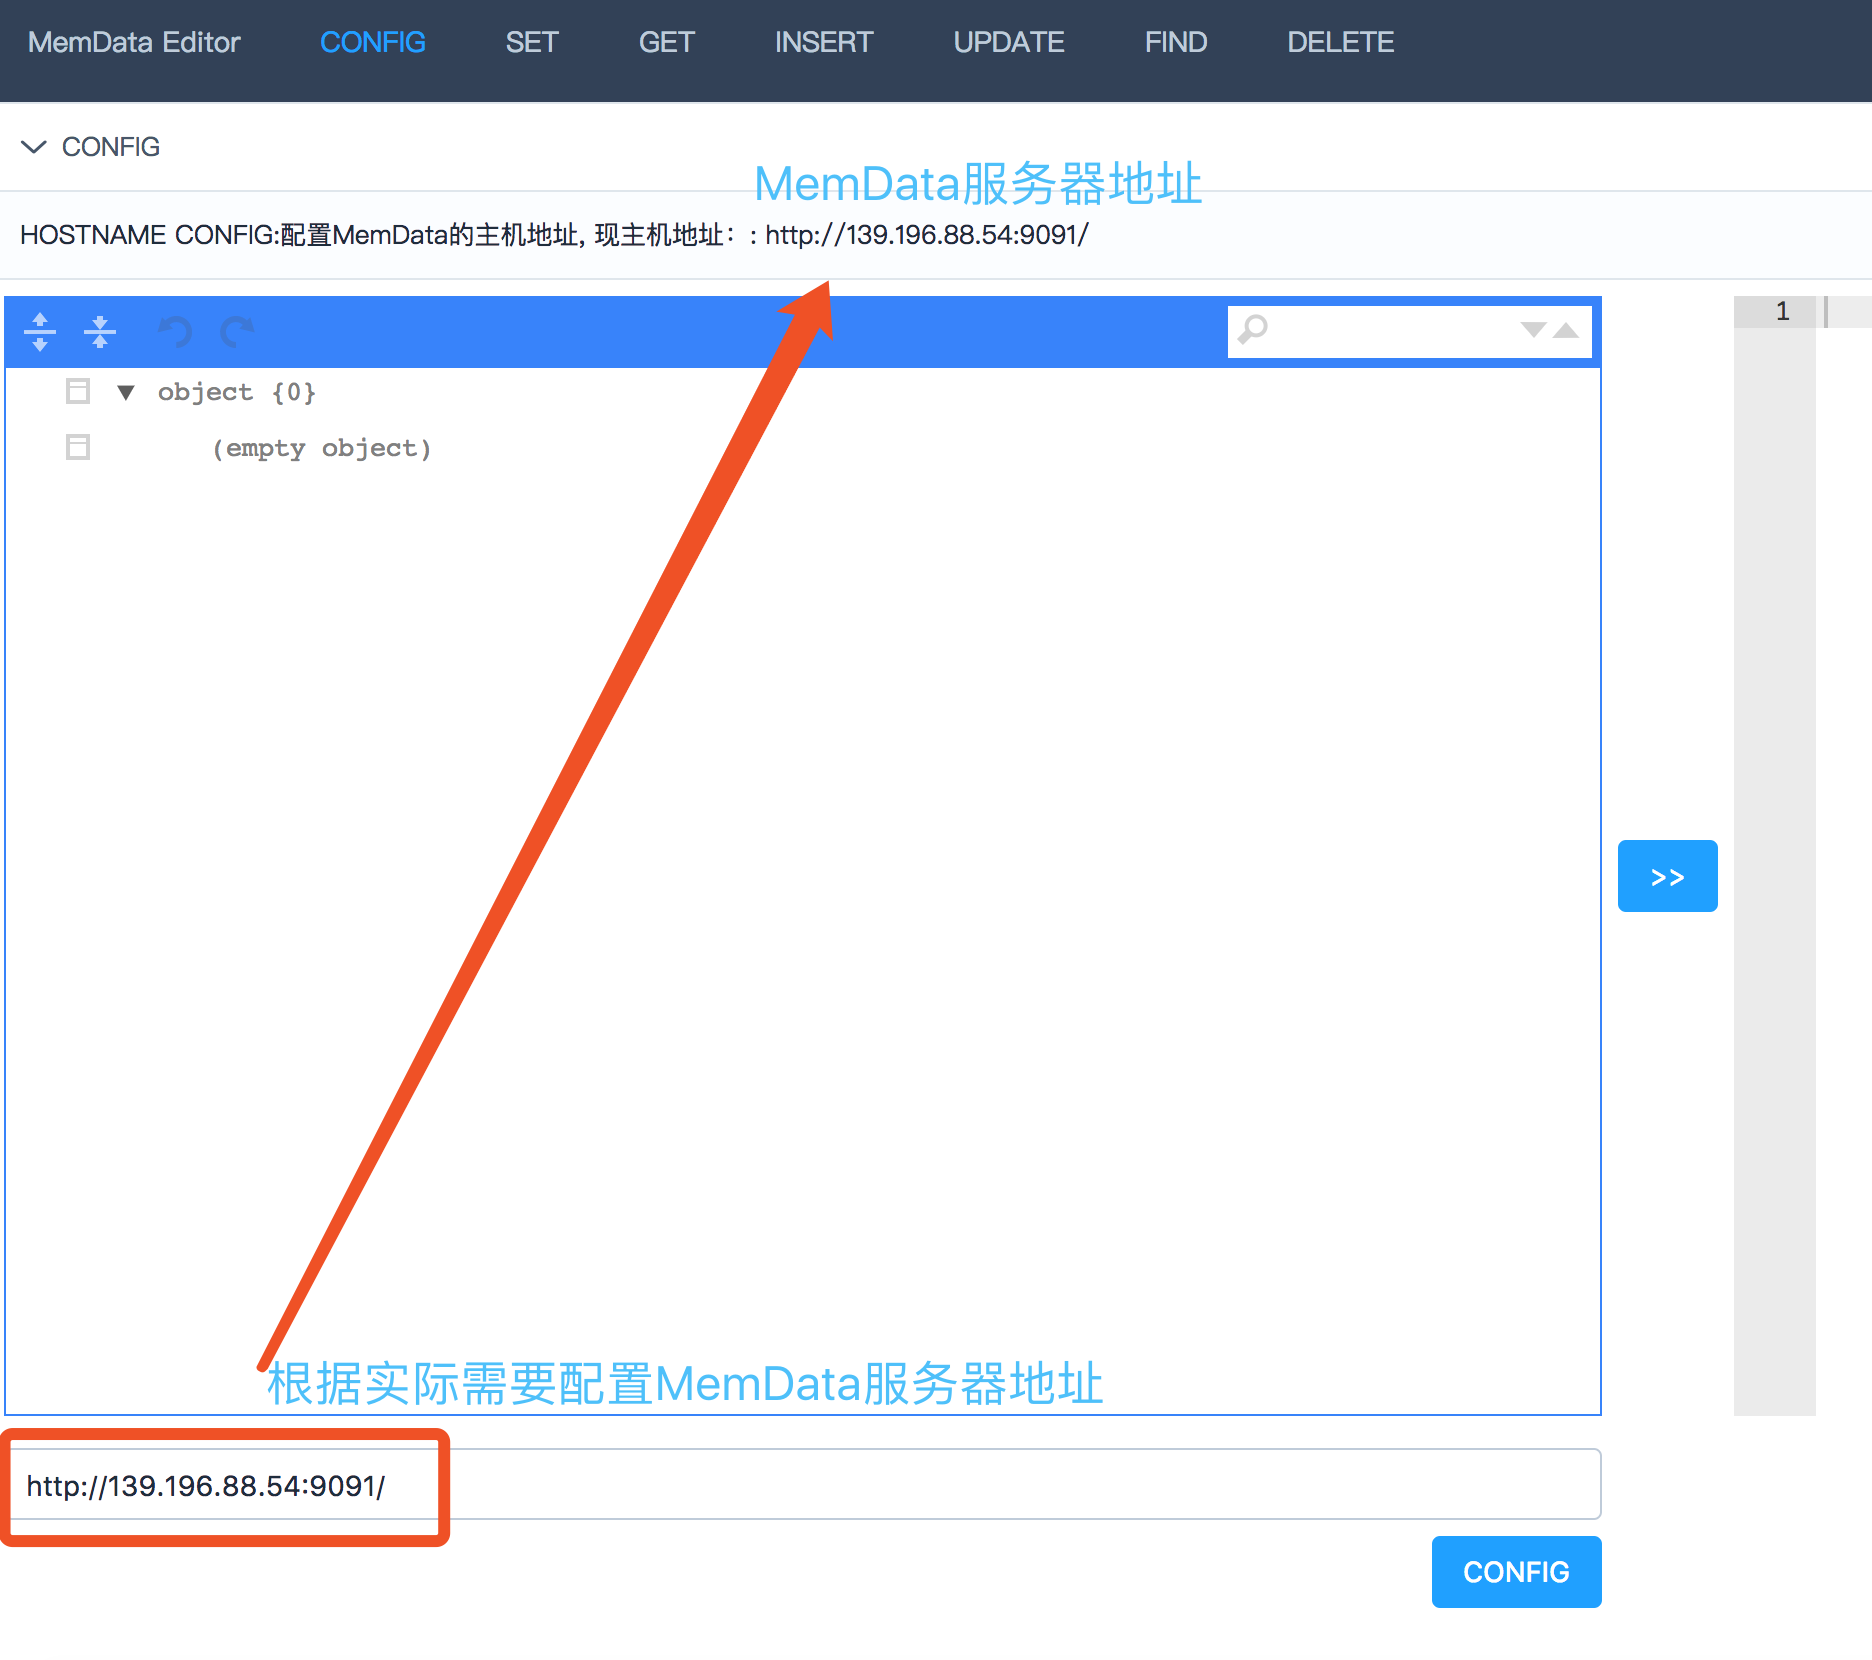 MemData Editor CONFIG SET GET INSERT UPDATE FIND DELETE
CONFIG
MemData服务器地址
HOSTNAME CONFIG:配置MemData的主机地址, 现主机地址：: http://139.196.88.54:9091/
1
object {0}
(empty object)
>>
根据实际需要配置MemData服务器地址
http://139.196.88.54:9091/
CONFIG